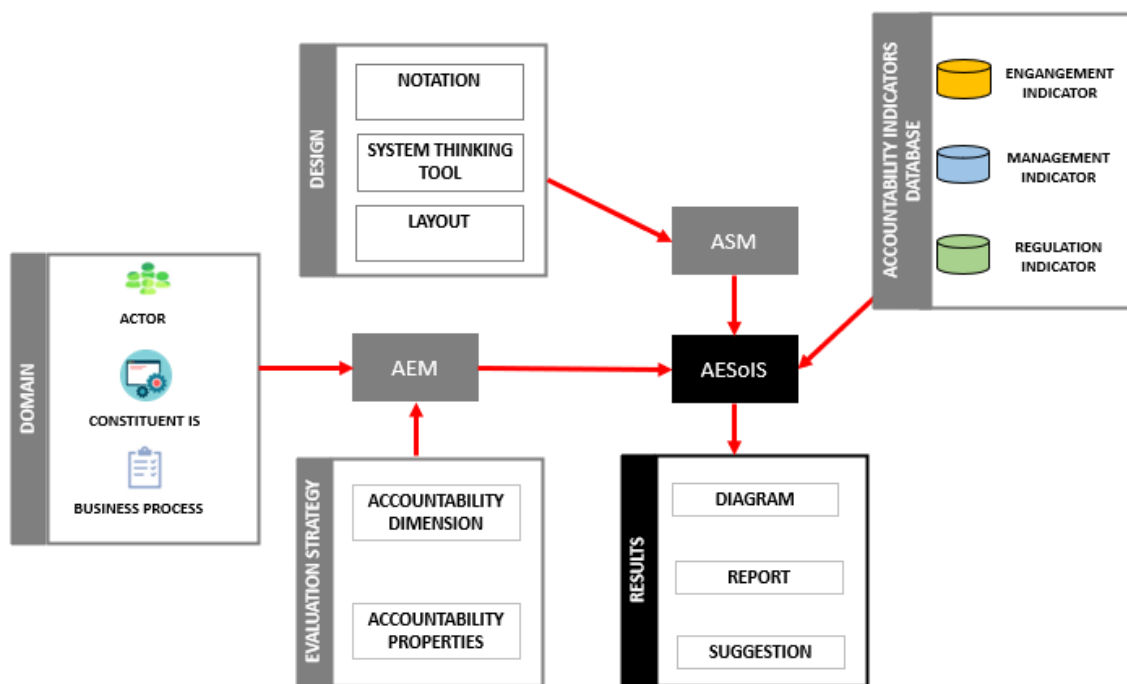 DESIGN
NOTATION
SYSTEM THINKING
TOOL
LAYOUT
ACCOUNTABILITY INDICATORS
DATABASE
ENGANGEMENT
INDICATOR
MANAGEMENT
INDICATOR
REGULATION
INDICATOR
ASM
DOMAIN
ACTOR
CONSTITUENT IS
BUSINESS PROCESS
AEM
AESoIS
EVALUATION STRATEGY
ACCOUNTABILITY
DIMENSION
ACCOUNTABILITY
PROPERTIES
RESULTS
DIAGRAM
REPORT
SUGGESTION